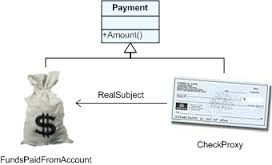 Payment
+Amount()
RealSubject
$
CheckProxy
FundsPaidFromAccount